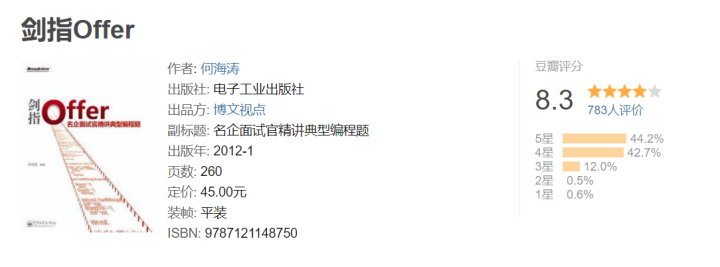 剑指Offer
Broadview
剑指
Offer
名企面试官精讲典型编程题
作者: 何海涛
出版社: 电子工业出版社
出品方: 博文视点
副标题: 名企面试官精讲典型编程题
出版年: 2012-1
页数: 260
定价: 45.00元
装帧: 平装
ISBN: 9787121148750
豆瓣评分
8.3
783人评价
5星 44.2%
4星 42.7%
3星 12.0%
2星 0.5%
1星 0.6%